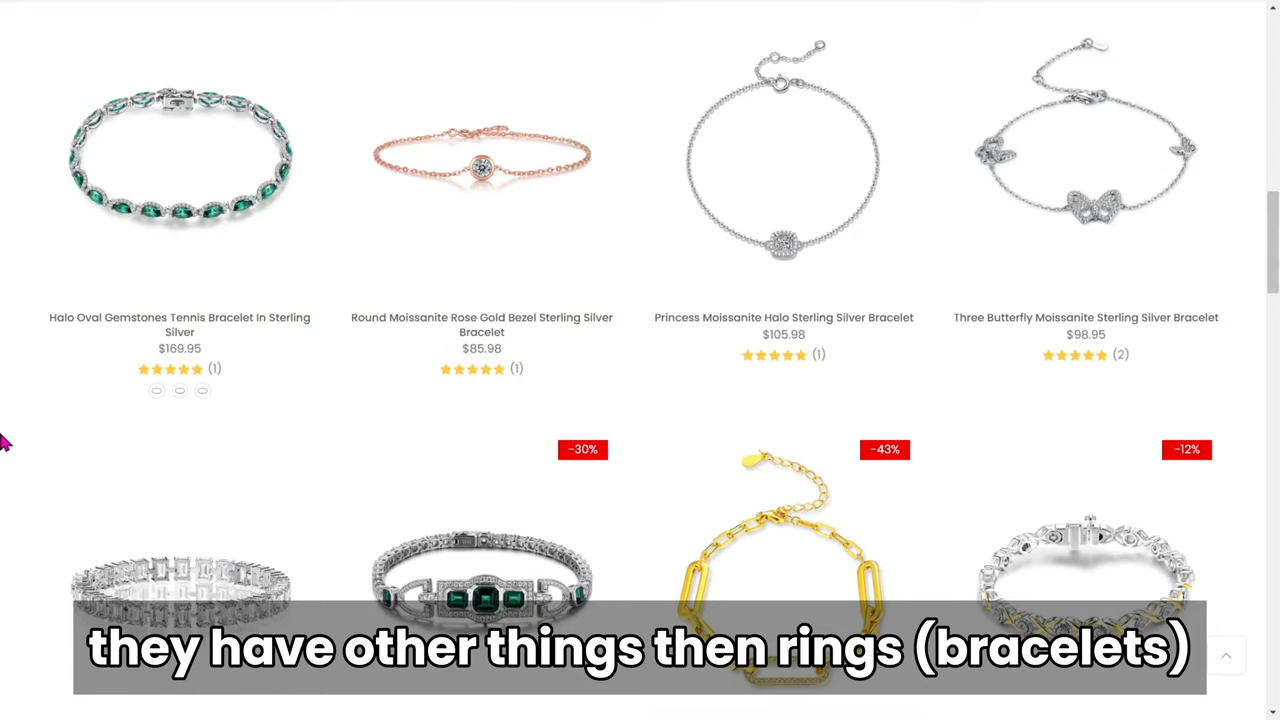 Halo Oval Gemstones Tennis Bracelet In Sterling
Silver
$169.95
(1)
Round Moissanite Rose Gold Bezel Sterling Silver
Bracelet
$85.98
(1)
Princess Moissanite Halo Sterling Silver Bracelet
$105.98
(1)
Three Butterfly Moissanite Sterling Silver Bracelet
$98.95
(2)
-30%
-43%
-12%
they have other things then rings (bracelets)